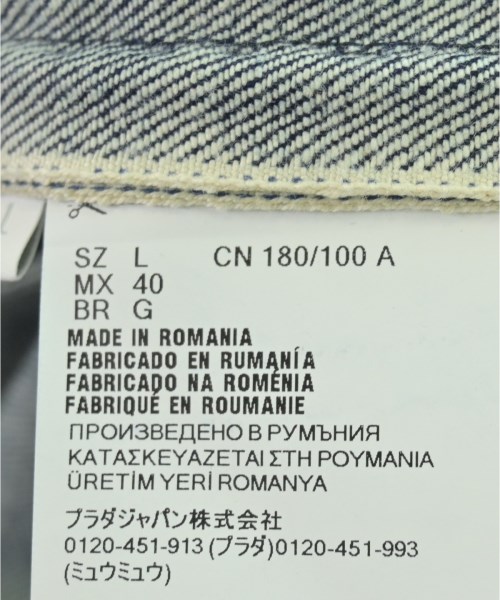 SZ L CN 180/100 A
MX 40
BR G
MADE IN ROMANIA
FABRICADO EN RUMANÍA
FABRICADO NA ROMÉNIA
FABRIQUÉ EN ROUMANIE
ПРОИЗВЕДЕНО В РУМЪНИЯ
ΚΑΤΑΣΚΕΥΑΖΕΤΑΙ ΣΤΗ ΡΟΥΜΑΝΙΑ
ÜRETİM YERİ ROMANYA
プラダジャパン株式会社
0120-451-913 (プラダ)0120-451-993
(ミュウミュウ)